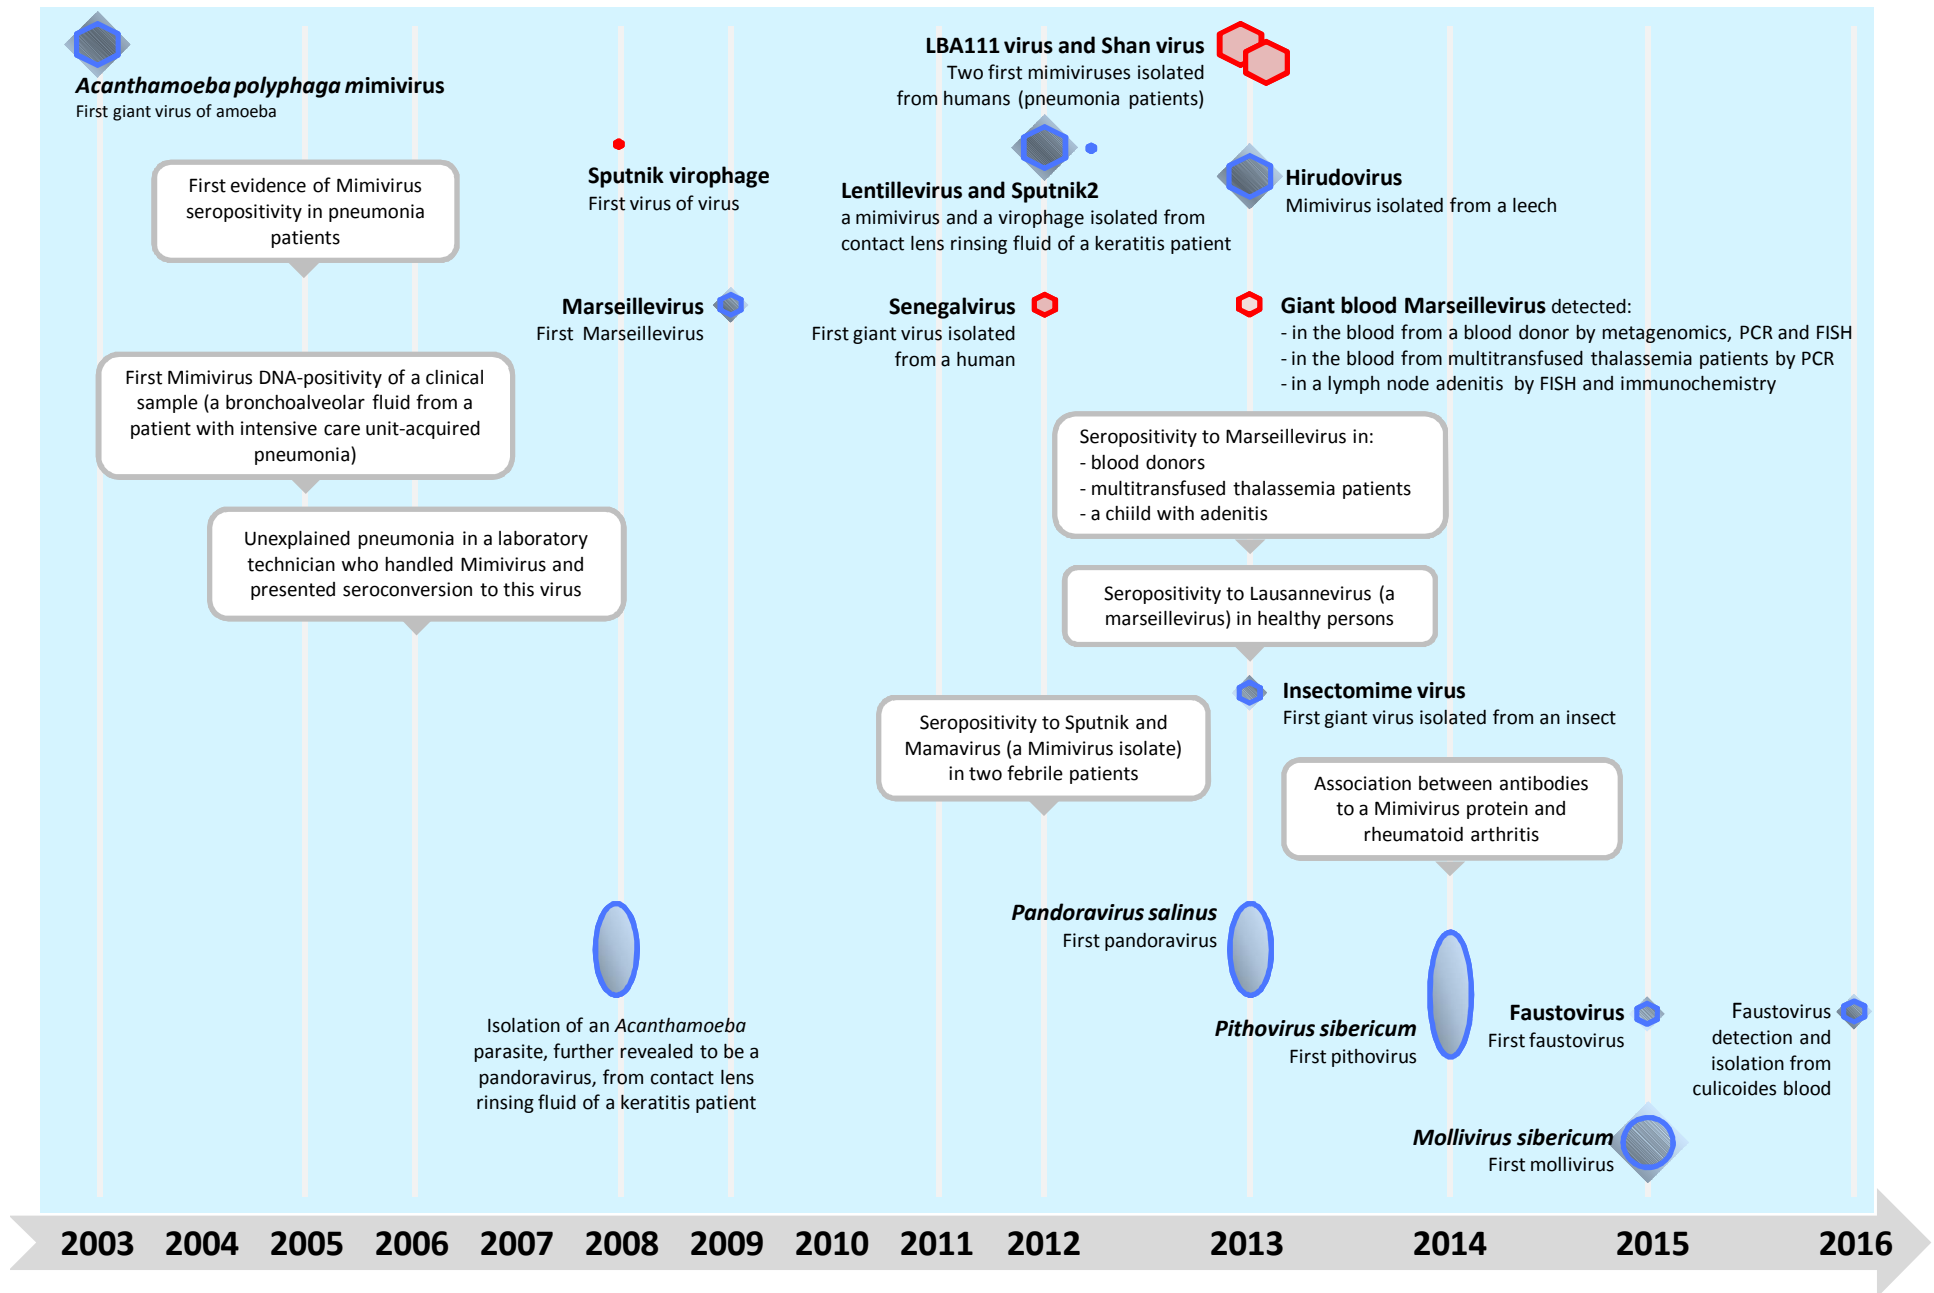 Acanthamoeba polyphaga mimivirus
First giant virus of amoeba
First evidence of Mimivirus
seropositivity in pneumonia
patients
First Mimivirus DNA-positivity of a clinical
sample (a bronchoalveolar fluid from a
patient with intensive care unit-acquired
pneumonia)
Unexplained pneumonia in a laboratory
technician who handled Mimivirus and
presented seroconversion to this virus
Sputnik virophage
First virus of virus
Marseillevirus
First Marseillevirus
Isolation of an Acanthamoeba
parasite, further revealed to be a
pandoravirus, from contact lens
rinsing fluid of a keratitis patient
LBA111 virus and Shan virus
Two first mimiviruses isolated
from humans (pneumonia patients)
Lentillevirus and Sputnik2
a mimivirus and a virophage isolated from
contact lens rinsing fluid of a keratitis patient
Hirudovirus
Mimivirus isolated from a leech
Senegalvirus
First giant virus isolated
from a human
Giant blood Marseillevirus detected:
- in the blood from a blood donor by metagenomics, PCR and FISH
- in the blood from multitransfused thalassemia patients by PCR
- in a lymph node adenitis by FISH and immunochemistry
Seropositivity to Marseillevirus in:
- blood donors
- multitransfused thalassemia patients
- a chiild with adenitis
Seropositivity to Lausannevirus (a
marseillevirus) in healthy persons
Insectomime virus
First giant virus isolated from an insect
Seropositivity to Sputnik and
Mamavirus (a Mimivirus isolate)
in two febrile patients
Association between antibodies
to a Mimivirus protein and
rheumatoid arthritis
Pandoravirus salinus
First pandoravirus
Pithovirus sibericum
First pithovirus
Faustovirus
First faustovirus
Faustovirus
detection and
isolation from
culicoides blood
Mollivirus sibericum
First mollivirus
2003 2004 2005 2006 2007 2008 2009 2010 2011 2012 2013 2014 2015 2016